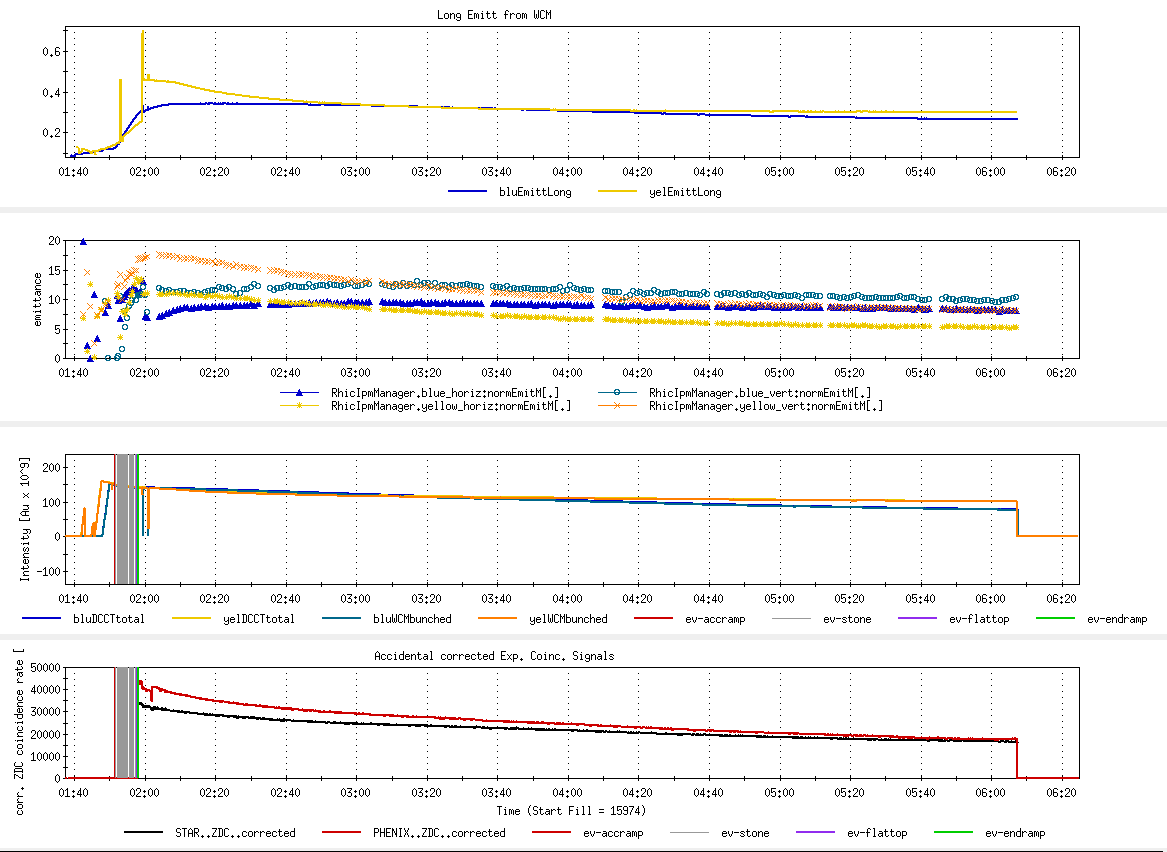 Long Emitt from WCM
0.6
0.4
0.2
01:40 02:00 02:20 02:40 03:00 03:20 03:40 04:00 04:20 04:40 05:00 05:20 05:40 06:00 06:20
bluEmittLong yelEmittLong
20
15
10
5
0
emittance
01:40 02:00 02:20 02:40 03:00 03:20 03:40 04:00 04:20 04:40 05:00 05:20 05:40 06:00 06:20
RhicIpmManager.blue_horiz:normEmitM[.] RhicIpmManager.blue_vert:normEmitM[.]
RhicIpmManager.yellow_horiz:normEmitM[.] RhicIpmManager.yellow_vert:normEmitM[.]
200
100
0
-100
Intensity [Au x 10^9]
01:40 02:00 02:20 02:40 03:00 03:20 03:40 04:00 04:20 04:40 05:00 05:20 05:40 06:00 06:20
bluDCCTtotal yelDCCTtotal bluWCMbunched yelWCMbunched ev-accramp ev-stone ev-flattop ev-endramp
Accidental corrected Exp. Coinc. Signals
50000
40000
30000
20000
10000
0
corr. ZDC coincidence rate [
01:40 02:00 02:20 02:40 03:00 03:20 03:40 04:00 04:20 04:40 05:00 05:20 05:40 06:00 06:20
Time (Start Fill = 15974)
STAR..ZDC..corrected PHENIX..ZDC..corrected ev-accramp ev-stone ev-flattop ev-endramp